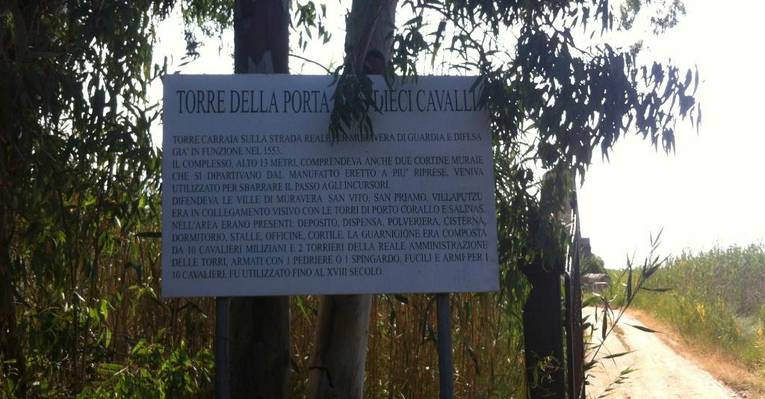 TORRE DELLA PORTA DIECI CAVALLI
TORRE CARRAIA SULLA STRADA REALE PER MURAVERA DI GUARDIA E DIFESA
GIA' IN FUNZIONE NEL 1553.
IL COMPLESSO, ALTO 13 METRI, COMPRENDEVA ANCHE DUE CORTINE MURAIE
CHE SI DIPARTIVANO DAL MANUFATTO ERETTO A PIU' RIPRESE, VENIVA
UTILIZZATO PER SBARRARE IL PASSO AGLI INCURSORI.
DIFENDEVA LE VILLE DI MURAVERA SAN VITO, SAN PRIAMO, VILLAPUTZU
ERA IN COLLEGAMENTO VISIVO CON LE TORRI DI PORTO CORALLO E SALINAS,
NELL'AREA ERANO PRESENTI, DEPOSITO, DISPENSA, POLVERIERA, CISTERNA,
DORMITORIO, STALLE, OFFICINE, CORTILE. LA GUARNIGIONE ERA COMPOSTA
DA 10 CAVALIERI MILIZIANI E 2 TORRIERI DELLA REALE AMMINISTRAZIONE
DELLE TORRI, ARMATI CON 1 PEDRIERE O 1 SPINGARDO, FUCILI E ARMI PER I
10 CAVALIERI. FU UTILIZZATO FINO AL XVIII SECOLO.